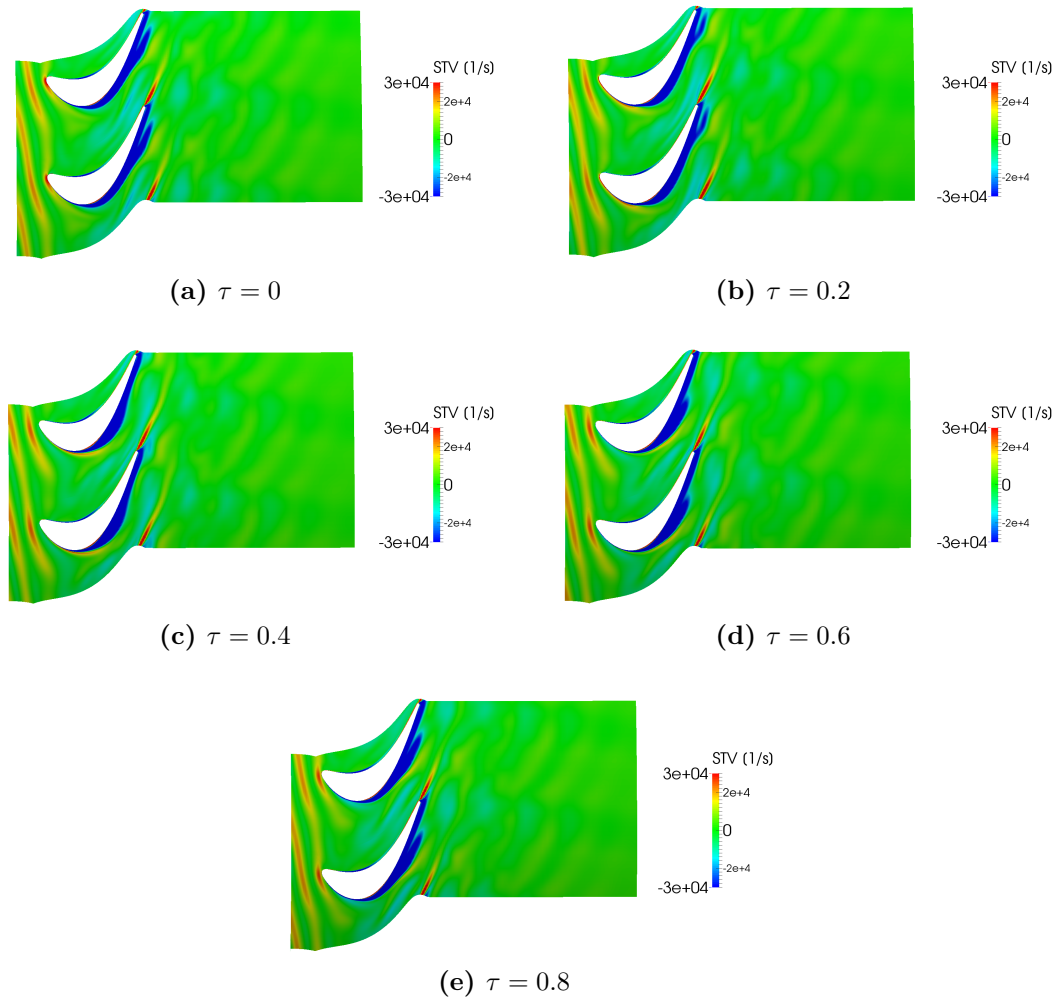 STV (1/s)
3e+04
2e+4
0
-2e+4
-3e+04
STV (1/s)
3e+04
2e+4
0
-2e+4
-3e+04
(a) τ = 0
(b) τ = 0.2
STV (1/s)
3e+04
2e+4
0
-2e+4
-3e+04
STV (1/s)
3e+04
2e+4
0
-2e+4
-3e+04
(c) τ = 0.4
(d) τ = 0.6
STV (1/s)
3e+04
2e+4
0
-2e+4
-3e+04
(e) τ = 0.8